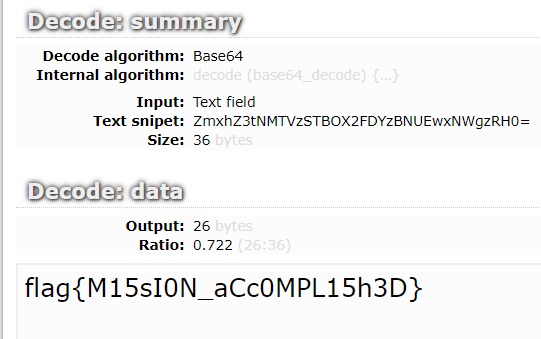 Decode: summary
Decode algorithm: Base64
Internal algorithm: decode (base64_decode) {...}
Input: Text field
Text snipet: ZmxhZ3tNMTVzSTBOX2FDYzBNUEwxNWgzRH0=
Size: 36 bytes
Decode: data
Output: 26 bytes
Ratio: 0.722 (26:36)
flag{M15sI0N_aCc0MPL15h3D}